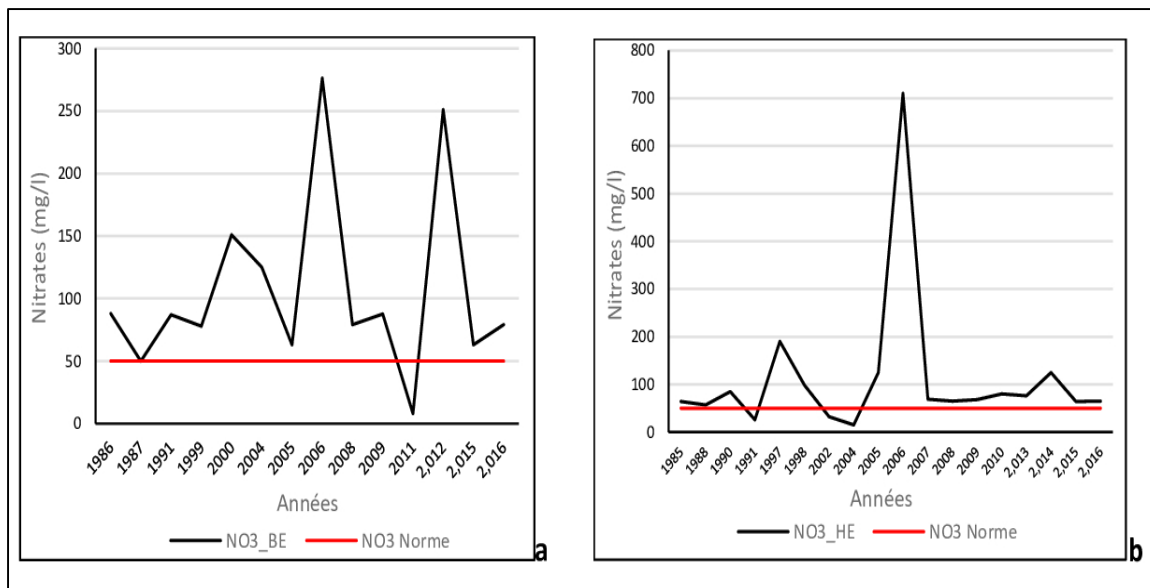 300
250
200
150
100
50
0
Nitrates (mg/l)
1986 1987 1991 1999 2000 2004 2005 2006 2008 2009 2011 2,012 2,015 2,016
Années
NO3_BE NO3 Norme
a
800
700
600
500
400
300
200
100
0
Nitrates (mg/l)
1985 1988 1990 1991 1997 1998 2002 2004 2005 2006 2007 2008 2009 2010 2,013 2,014 2,015 2,016
Années
NO3_HE NO3 Norme
b